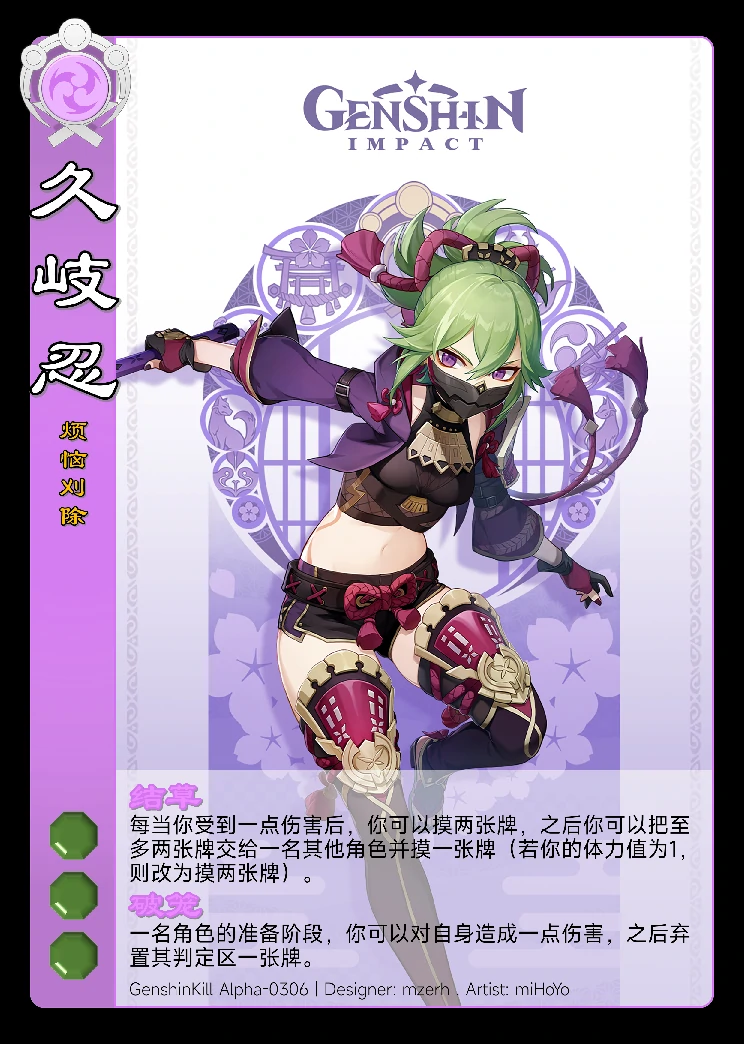 GENSHIN
IMPACT
久岐忍
烦恼刈除
结草
每当你受到一点伤害后，你可以摸两张牌，之后你可以把至
多两张牌交给一名其他角色并摸一张牌（若你的体力值为1，
则改为摸两张牌）。
破笼
一名角色的准备阶段，你可以对自身造成一点伤害，之后弃
置其判定区一张牌。
GenshinKill Alpha-0306 | Designer: mzerh . Artist: miHoYo